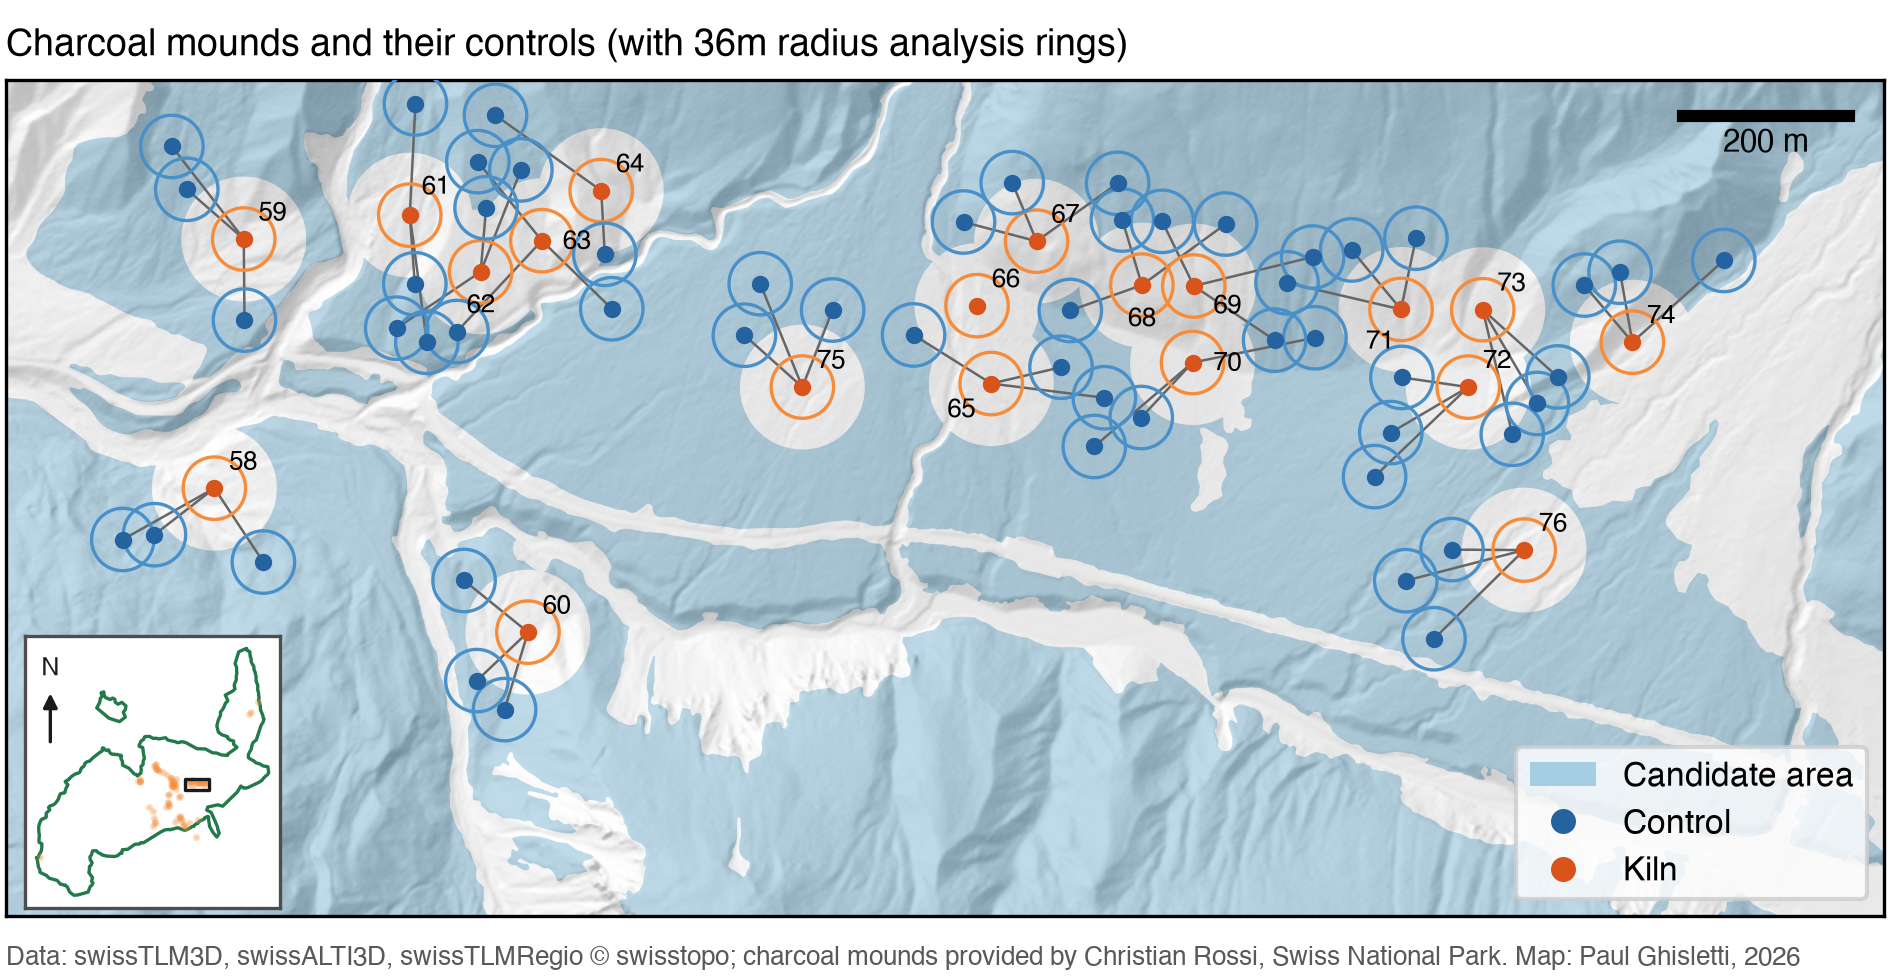 Charcoal mounds and their controls (with 36m radius analysis rings)
200 m
64
61
59
67
63
66
73
62
69
74
68
71
75
72
70
65
58
76
60
N
Candidate area
Control
Kiln
Data: swissTLM3D, swissALTI3D, swissTLMRegio © swisstopo; charcoal mounds provided by Christian Rossi, Swiss National Park. Map: Paul Ghisletti, 2026